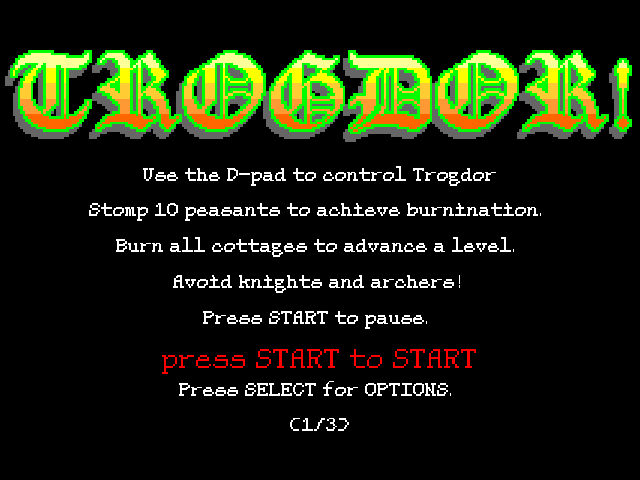 TROGDOR!
Use the D-pad to control Trogdor
Stomp 10 peasants to achieve burnination.
Burn all cottages to advance a level.
Avoid knights and archers!
Press START to pause.
press START to START
Press SELECT for OPTIONS.
(1/3)